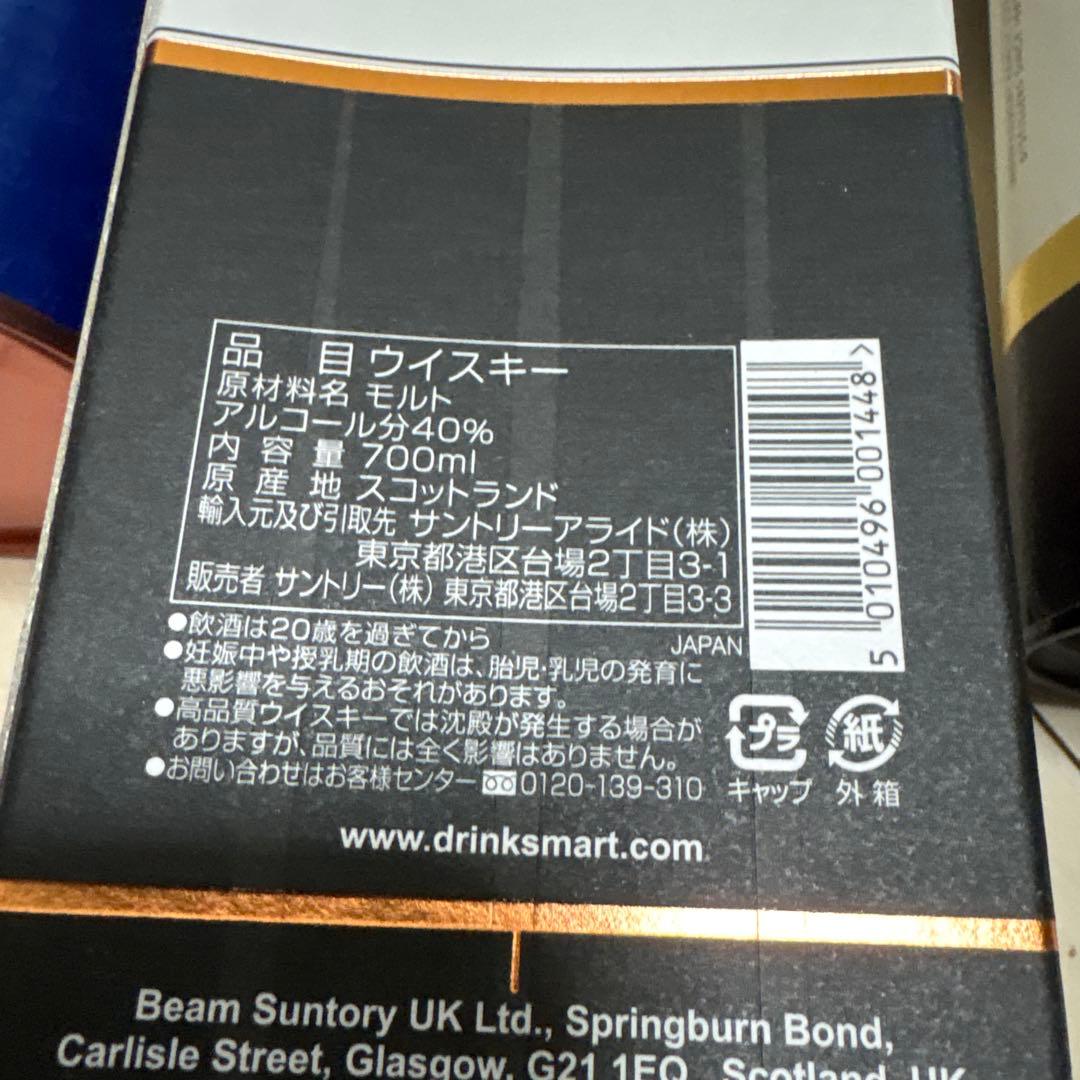 品 目 ウイスキー
原材料名 モルト
アルコール分40%
内容量 700ml
原産地 スコットランド
輸入元及び引取先 サントリーアライド(株)
東京都港区台場2丁目3-1
販売者 サントリー(株) 東京都港区台場2丁目3-3
JAPAN
●飲酒は20歳を過ぎてから
●妊娠中や授乳期の飲酒は、胎児・乳児の発育に
悪影響を与えるおそれがあります。
●高品質ウイスキーでは沈殿が発生する場合が
ありますが、品質には全く影響はありません。
●お問い合わせはお客様センター 0120-139-310
5 010496 001448 >
プラ
キャップ
紙
外箱
www.drinksmart.com
Beam Suntory UK Ltd., Springburn Bond,
Carlisle Street, Glasgow, G21 1EQ, Scotland, UK